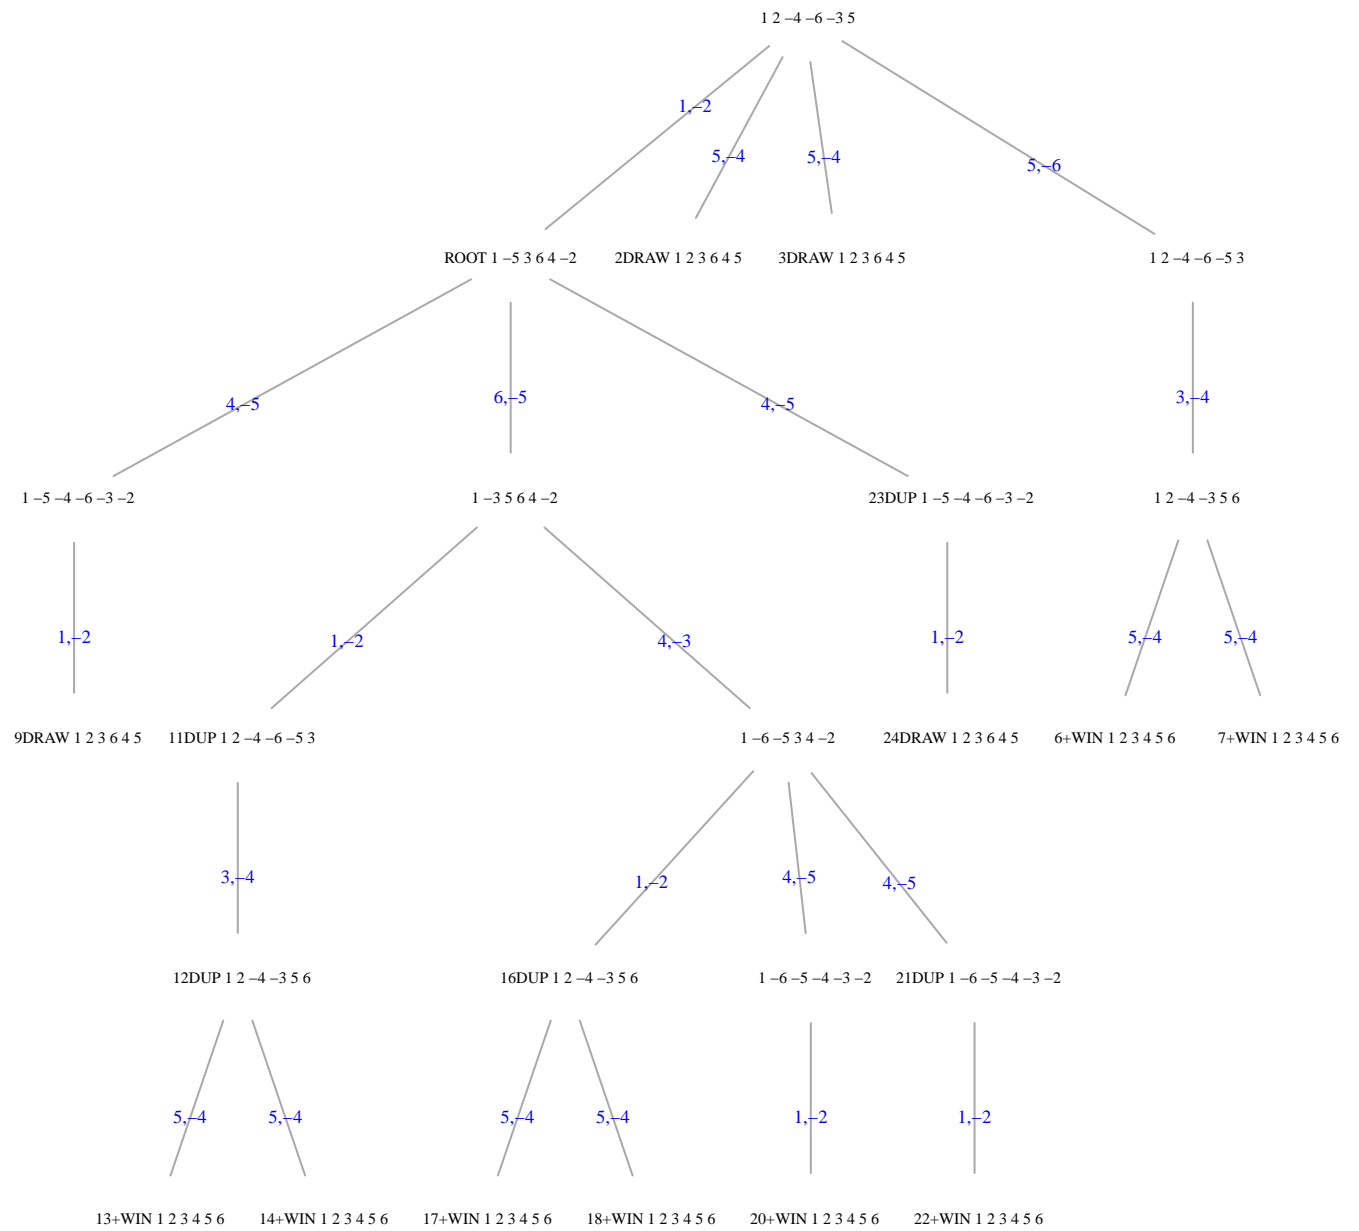 1 2 –4 –6 –3 5
1,–2
5,–4
5,–4
5,–6
ROOT 1 –5 3 6 4 –2
2DRAW 1 2 3 6 4 5
3DRAW 1 2 3 6 4 5
1 2 –4 –6 –5 3
4,–5
6,–5
4,–5
3,–4
1 –5 –4 –6 –3 –2
1 –3 5 6 4 –2
23DUP 1 –5 –4 –6 –3 –2
1 2 –4 –3 5 6
1,–2
1,–2
4,–3
1,–2
5,–4
5,–4
9DRAW 1 2 3 6 4 5
11DUP 1 2 –4 –6 –5 3
1 –6 –5 3 4 –2
24DRAW 1 2 3 6 4 5
6+WIN 1 2 3 4 5 6
7+WIN 1 2 3 4 5 6
3,–4
1,–2
4,–5
4,–5
12DUP 1 2 –4 –3 5 6
16DUP 1 2 –4 –3 5 6
1 –6 –5 –4 –3 –2
21DUP 1 –6 –5 –4 –3 –2
5,–4
5,–4
5,–4
5,–4
1,–2
1,–2
13+WIN 1 2 3 4 5 6
14+WIN 1 2 3 4 5 6
17+WIN 1 2 3 4 5 6
18+WIN 1 2 3 4 5 6
20+WIN 1 2 3 4 5 6
22+WIN 1 2 3 4 5 6